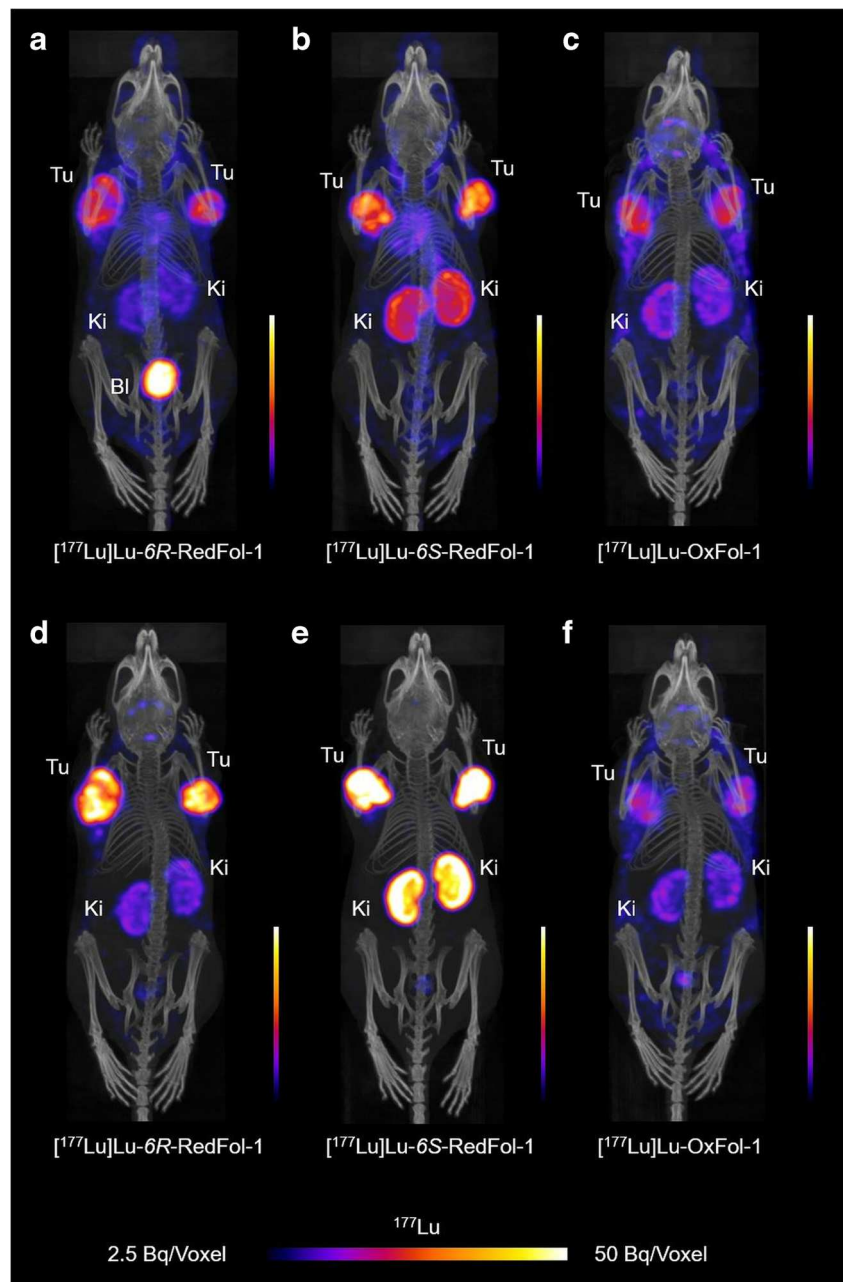 a
b
c
Tu
Tu
Ki
Ki
Bl
Tu
Tu
Ki
Ki
Tu
Tu
Ki
Ki
[¹⁷⁷Lu]Lu-6R-RedFol-1
[¹⁷⁷Lu]Lu-6S-RedFol-1
[¹⁷⁷Lu]Lu-OxFol-1
d
e
f
Tu
Tu
Ki
Ki
Tu
Tu
Ki
Ki
Tu
Tu
Ki
Ki
[¹⁷⁷Lu]Lu-6R-RedFol-1
[¹⁷⁷Lu]Lu-6S-RedFol-1
[¹⁷⁷Lu]Lu-OxFol-1
¹⁷⁷Lu
2.5 Bq/Voxel
50 Bq/Voxel